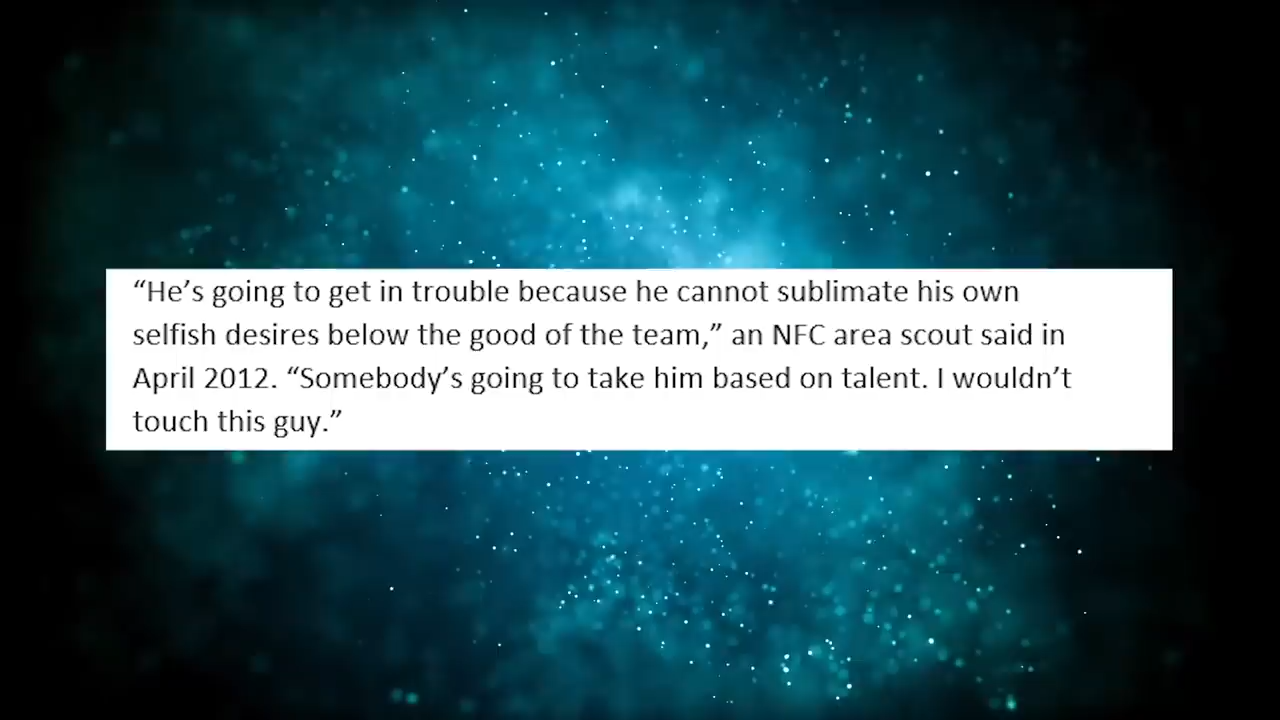 “He’s going to get in trouble because he cannot sublimate his own
selfish desires below the good of the team,” an NFC area scout said in
April 2012. “Somebody’s going to take him based on talent. I wouldn’t
touch this guy.”